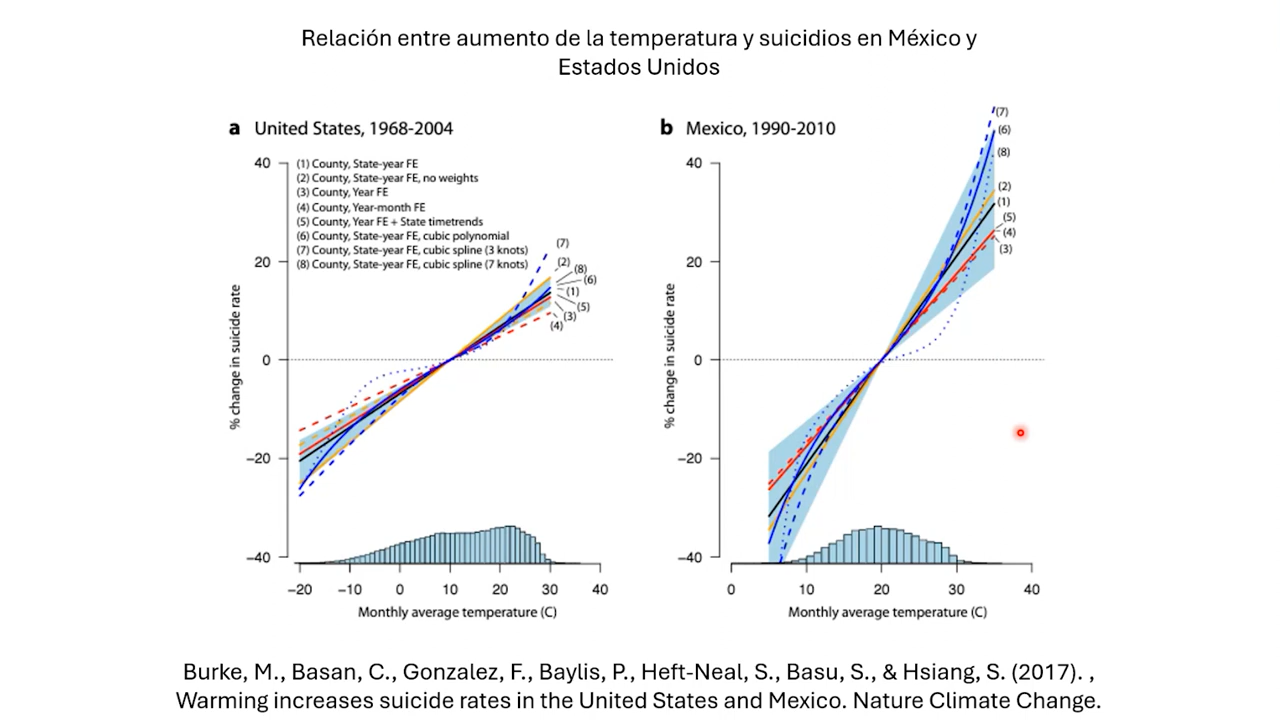 Relación entre aumento de la temperatura y suicidios en México y
Estados Unidos
a United States, 1968-2004
40
(1) County, State-year FE
(2) County, State-year FE, no weights
(3) County, Year FE
(4) County, Year-month FE
(5) County, Year FE + State timetrends
(6) County, State-year FE, cubic polynomial
(7) County, State-year FE, cubic spline (3 knots)
(8) County, State-year FE, cubic spline (7 knots)
(7)
(2)
(8)
(6)
(1)
(5)
(3)
(4)
20
0
−20
−40
% change in suicide rate
−20 −10 0 10 20 30 40
Monthly average temperature (C)
b Mexico, 1990-2010
(7)
(6)
(8)
(2)
(1)
(5)
(4)
(3)
40
20
0
−20
−40
% change in suicide rate
0 10 20 30 40
Monthly average temperature (C)
Burke, M., Basan, C., Gonzalez, F., Baylis, P., Heft-Neal, S., Basu, S., & Hsiang, S. (2017). ,
Warming increases suicide rates in the United States and Mexico. Nature Climate Change.